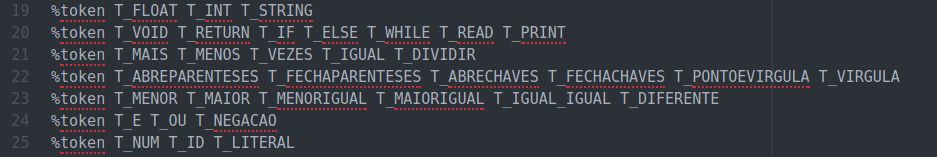 19 %token T_FLOAT T_INT T_STRING
20 %token T_VOID T_RETURN T_IF T_ELSE T_WHILE T_READ T_PRINT
21 %token T_MAIS T_MENOS T_VEZES T_IGUAL T_DIVIDIR
22 %token T_ABREPARENTESES T_FECHAPARENTESES T_ABRECHAVES T_FECHACHAVES T_PONTOEVIRGULA T_VIRGULA
23 %token T_MENOR T_MAIOR T_MENORIGUAL T_MAIORIGUAL T_IGUAL_IGUAL T_DIFERENTE
24 %token T_E T_OU T_NEGACAO
25 %token T_NUM T_ID T_LITERAL